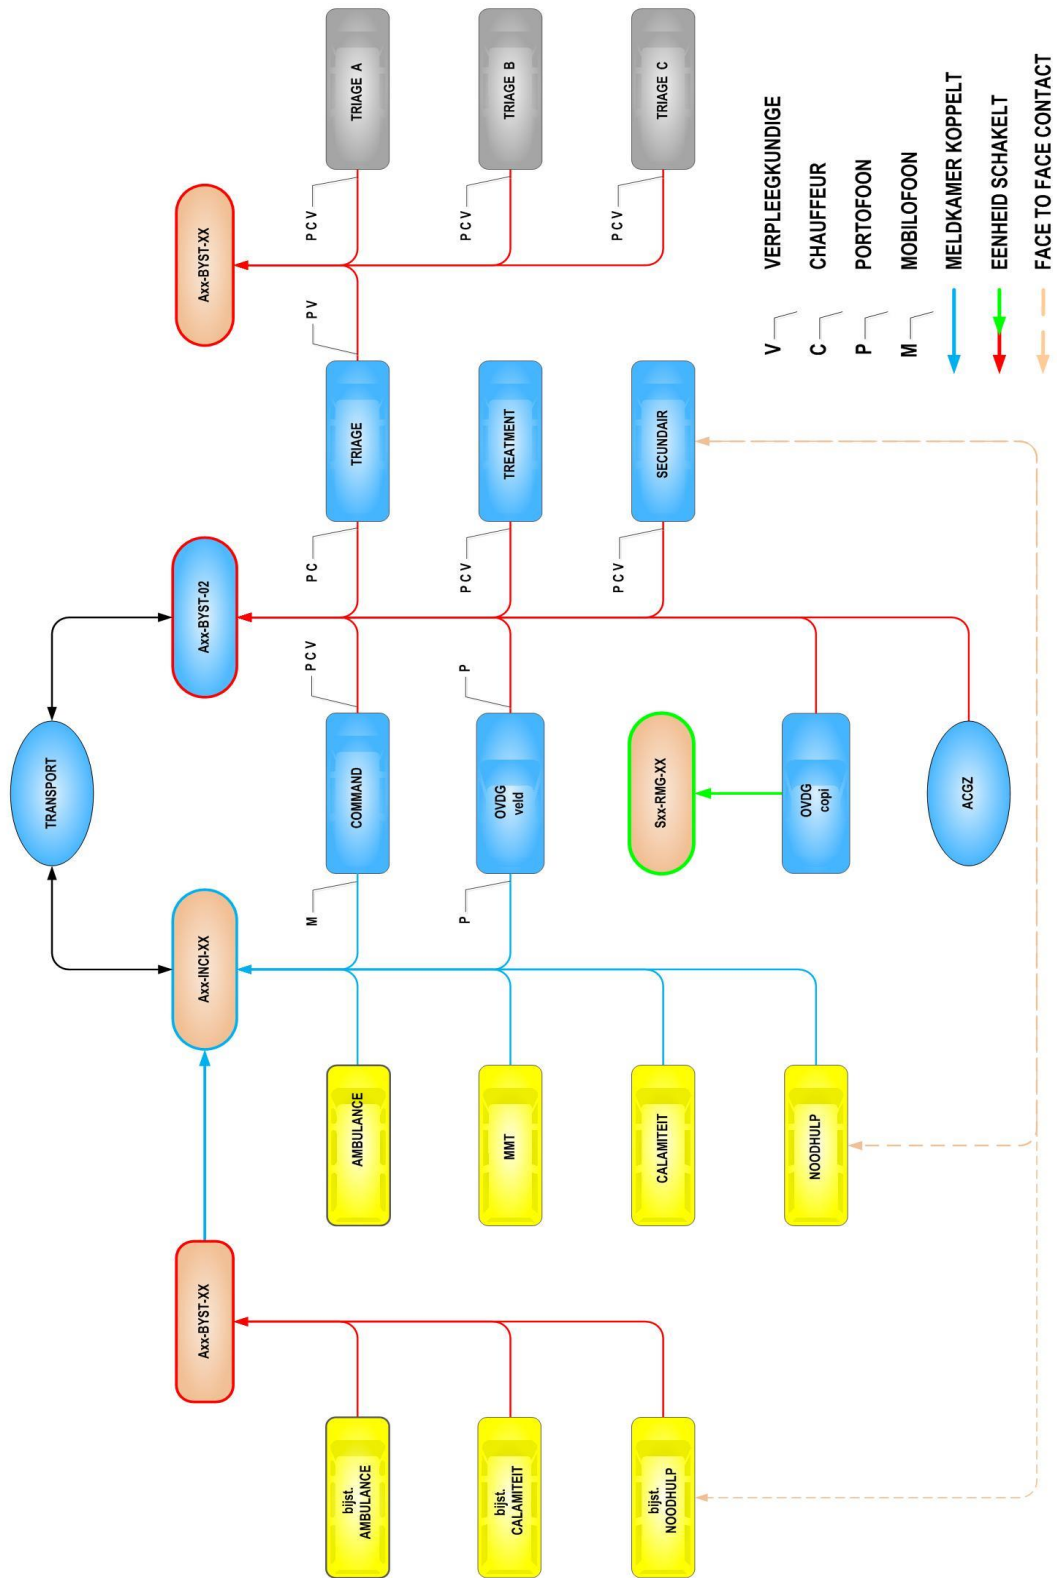 TRANSPORT
Axx-BYST-XX
Axx-INCI-XX
Axx-BYST-02
Axx-BYST-XX
bijst.
AMBULANCE
AMBULANCE
M
COMMAND
P C V
P C
TRIAGE
P V
P C V
TRIAGE A
bijst.
CALAMITEIT
MMT
P
OVDG
veld
P
P C V
TREATMENT
P C V
TRIAGE B
bijst.
NOODHULP
CALAMITEIT
Sxx-RMG-XX
P C V
SECUNDAIR
P C V
TRIAGE C
NOODHULP
OVDG
copi
ACGZ
V VERPLEEGKUNDIGE
C CHAUFFEUR
P PORTOFOON
M MOBILOFOON
MELDKAMER KOPPELT
EENHEID SCHAKELT
FACE TO FACE CONTACT